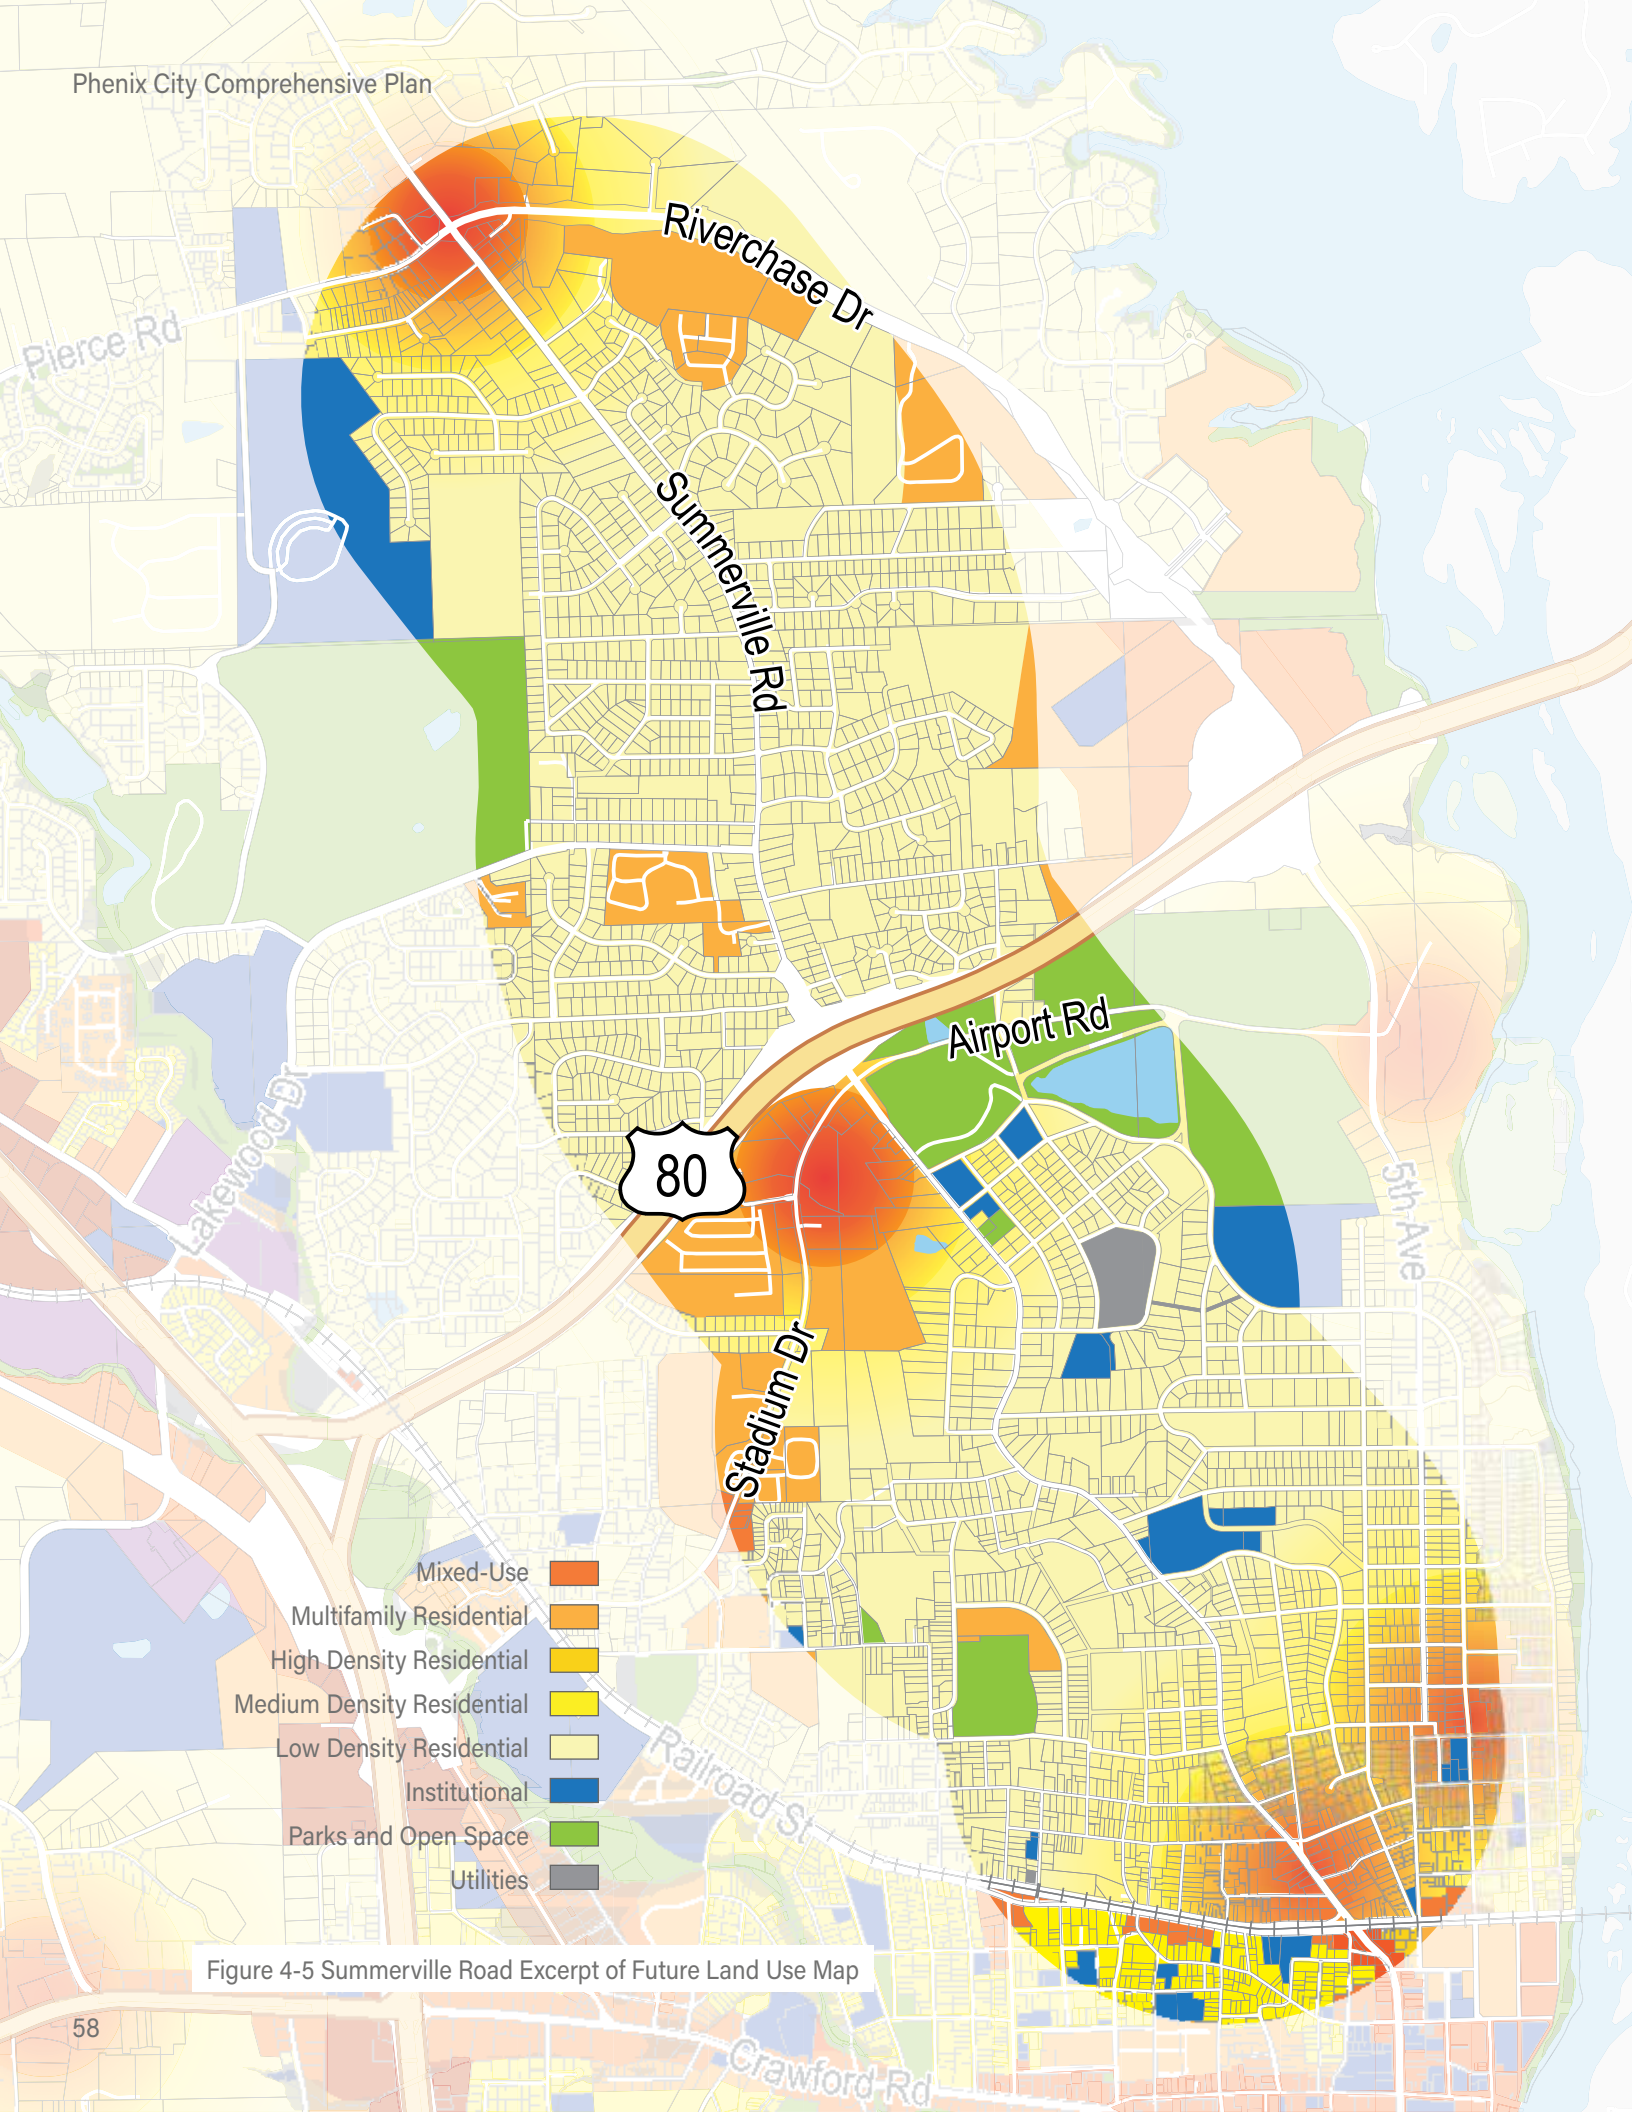 Phenix City Comprehensive Plan
Riverchase Dr
Pierce Rd
Summerville Rd
Airport Rd
80
5th Ave
Lakewood Dr
Stadium Dr
Mixed-Use
Multifamily Residential
High Density Residential
Medium Density Residential
Low Density Residential
Institutional
Parks and Open Space
Utilities
Railroad St
Figure 4-5 Summerville Road Excerpt of Future Land Use Map
58
Crawford Rd